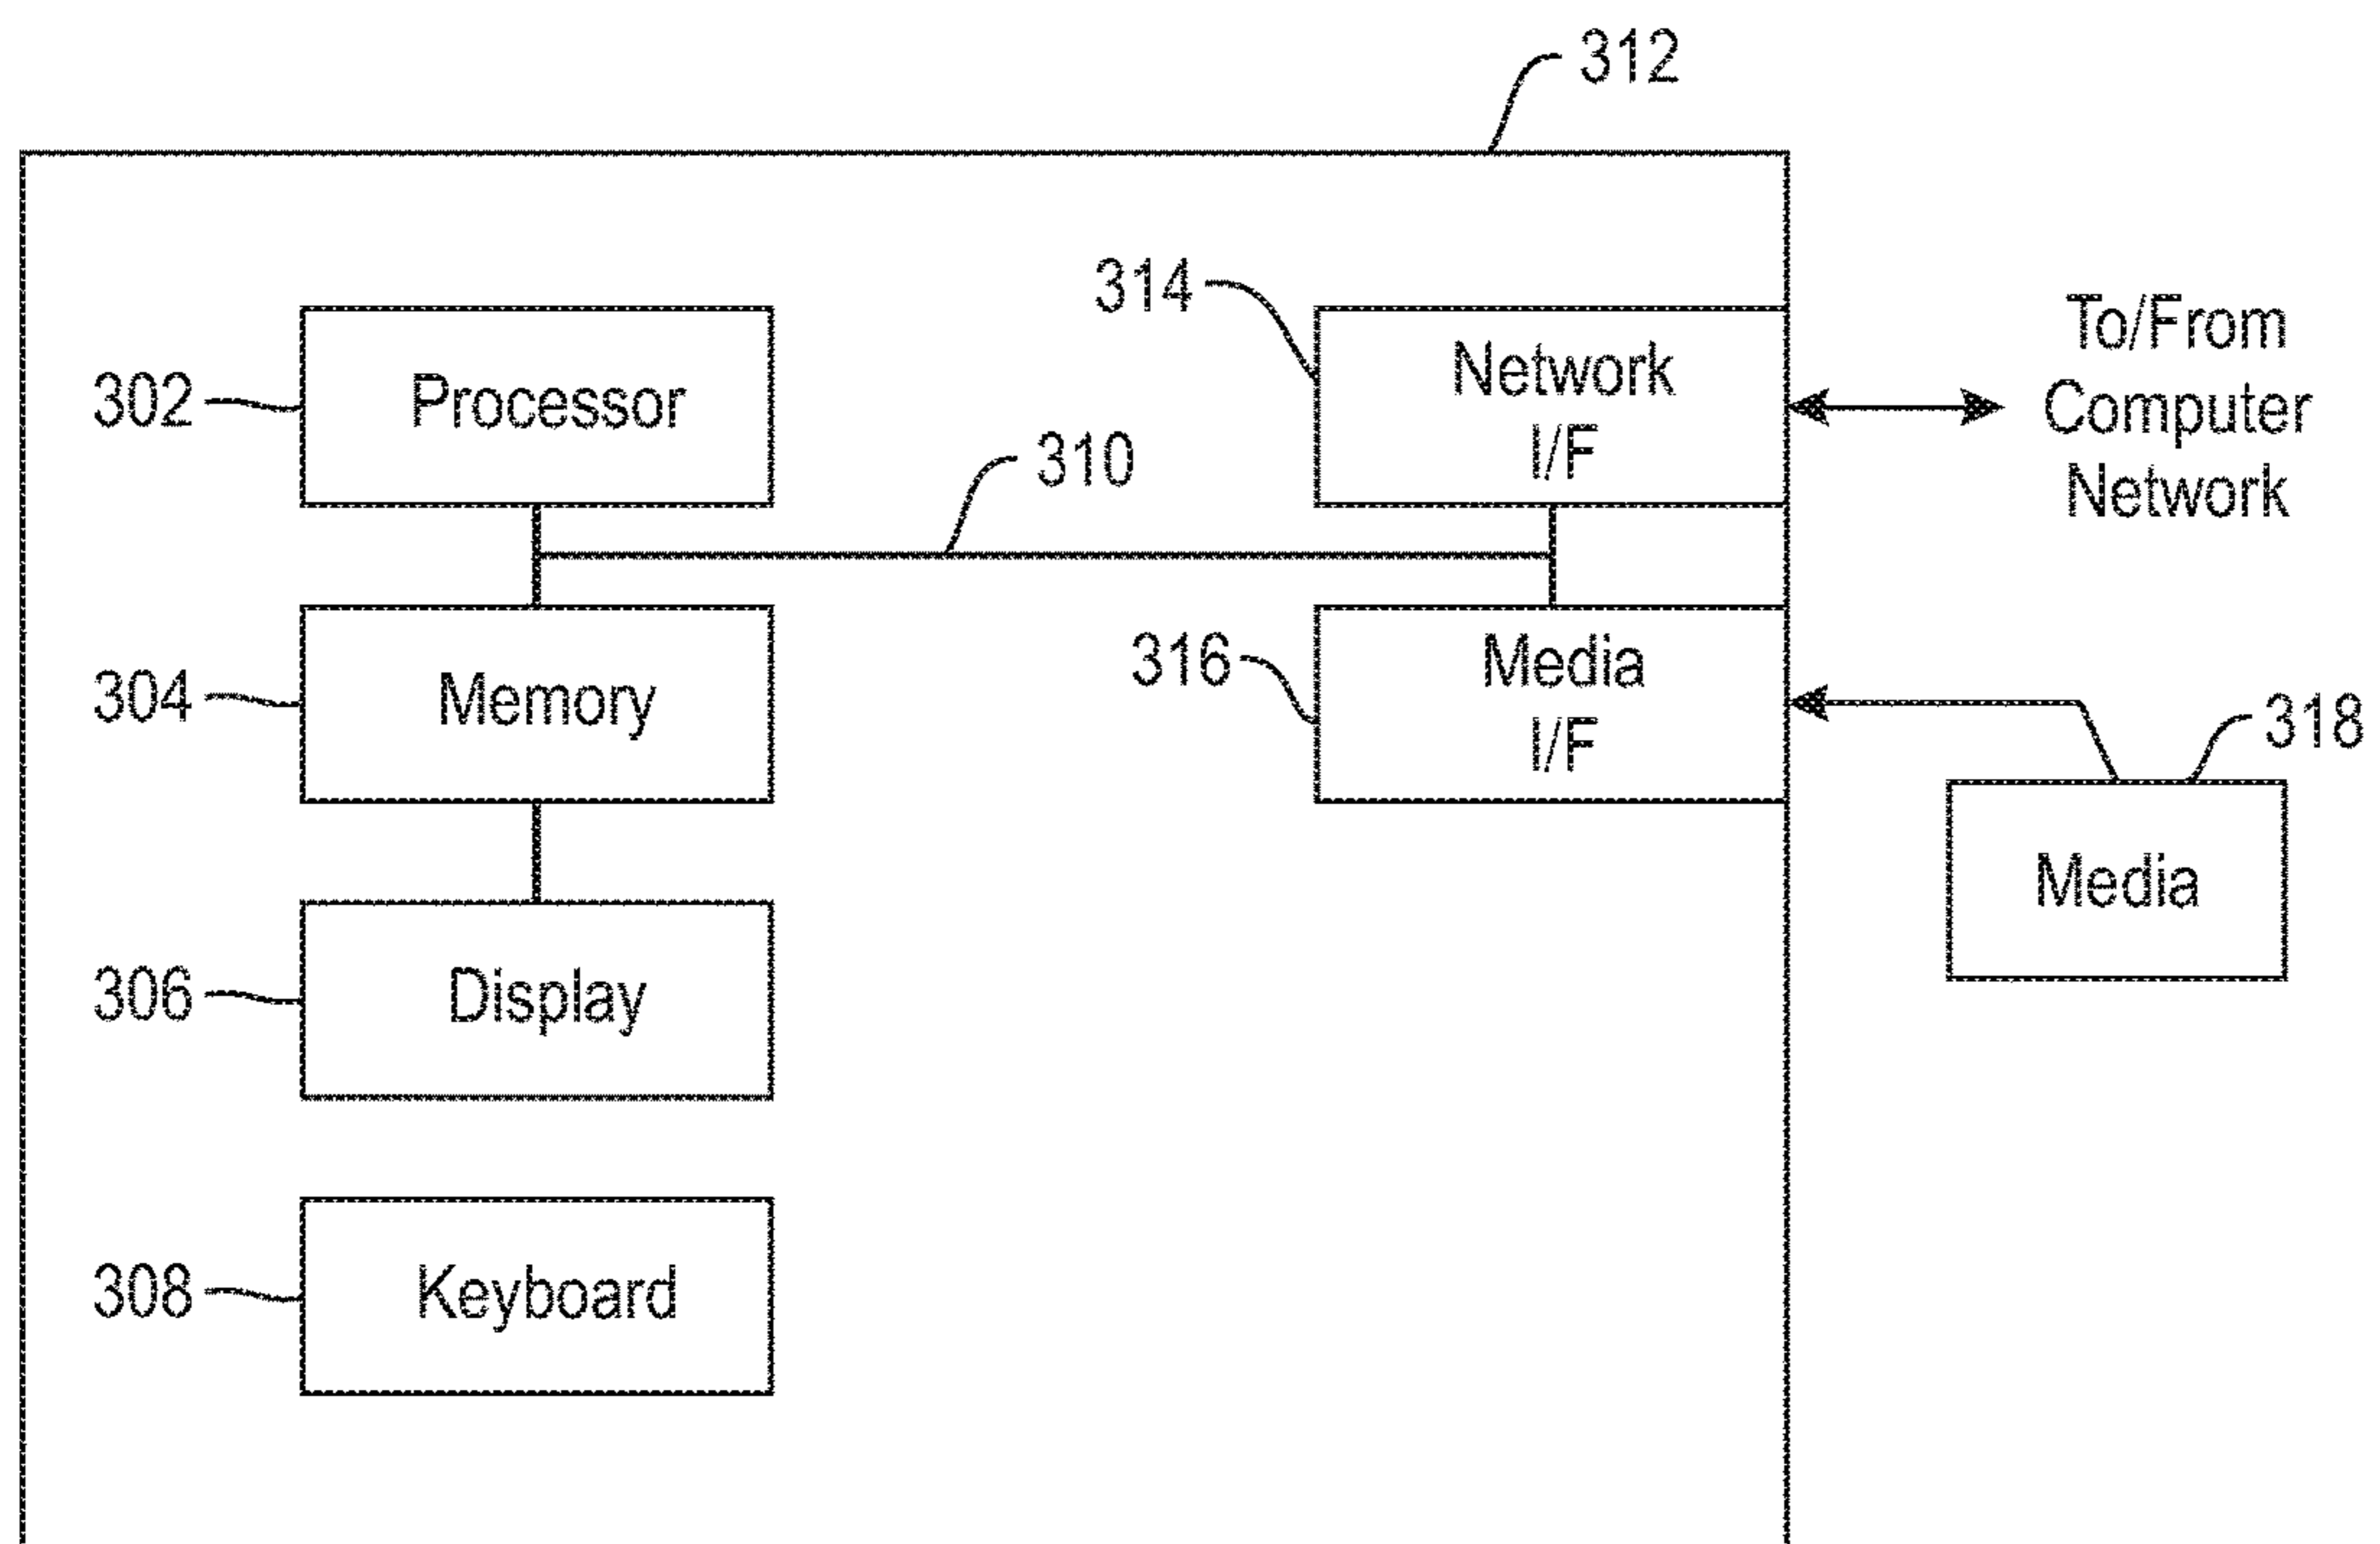 312
314
Network
I/F
To/From
Computer
Network
302
Processor
310
316
Media
I/F
304
Memory
318
Media
306
Display
308
Keyboard